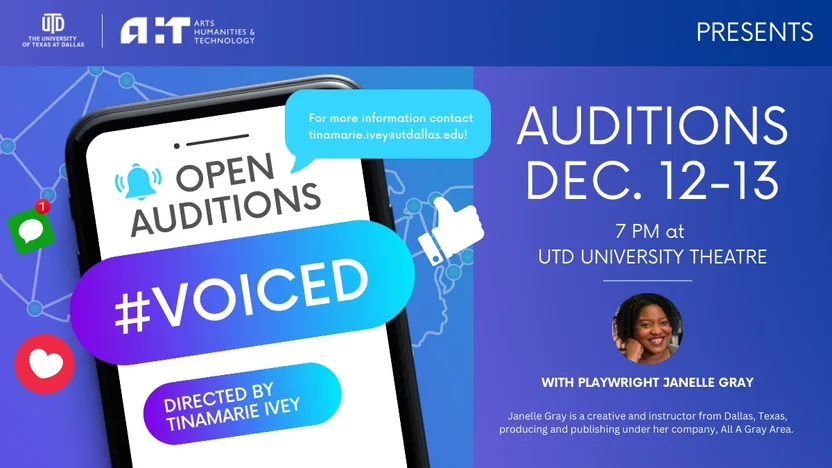 UTD
THE UNIVERSITY
OF TEXAS AT DALLAS
AHT
ARTS
HUMANITIES &
TECHNOLOGY
PRESENTS
For more information contact
tinamarie.ivey@utdallas.edu!
OPEN
AUDITIONS
1
#VOICED
DIRECTED BY
TINAMARIE IVEY
AUDITIONS
DEC. 12-13
7 PM at
UTD UNIVERSITY THEATRE
WITH PLAYWRIGHT JANELLE GRAY
Janelle Gray is a creative and instructor from Dallas, Texas,
producing and publishing under her company, All A Gray Area.